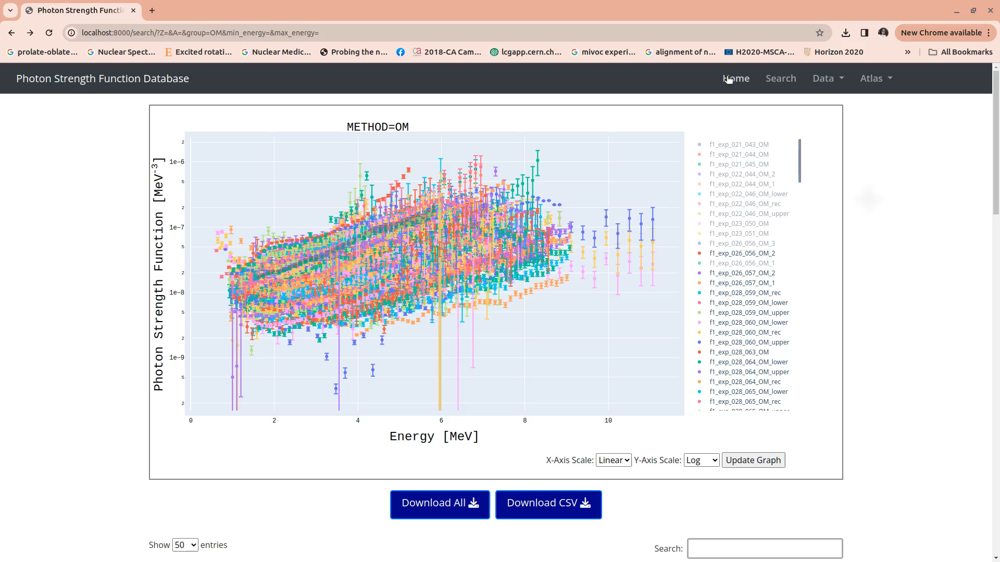 Photon Strength Functi
localhost:8000/search/?Z=&A=&group=OM&min_energy=&max_energy=
New Chrome available
prolate-oblate...
Nuclear Spect...
Excited rotati...
Nuclear Medic...
Probing the n...
2018-CA Cam...
lcgapp.cern.ch...
mivoc experi...
alignment of n...
H2020-MSCA-...
Horizon 2020
All Bookmarks
Photon Strength Function Database
Home
Search
Data
Atlas
METHOD=OM
Photon Strength Function [MeV⁻³]
2
1e−6
5
2
1e−7
5
2
1e−8
5
2
1e−9
5
2
0
2
4
6
8
10
Energy [MeV]
f1_exp_021_043_OM
f1_exp_021_044_OM
f1_exp_021_045_OM
f1_exp_022_044_OM_2
f1_exp_022_044_OM_1
f1_exp_022_046_OM_lower
f1_exp_022_046_OM_rec
f1_exp_022_046_OM_upper
f1_exp_023_050_OM
f1_exp_023_051_OM
f1_exp_026_056_OM_3
f1_exp_026_056_OM_2
f1_exp_026_056_OM_1
f1_exp_026_057_OM_2
f1_exp_026_057_OM_1
f1_exp_028_059_OM_rec
f1_exp_028_059_OM_lower
f1_exp_028_059_OM_upper
f1_exp_028_060_OM_lower
f1_exp_028_060_OM_rec
f1_exp_028_060_OM_upper
f1_exp_028_063_OM
f1_exp_028_064_OM_lower
f1_exp_028_064_OM_upper
f1_exp_028_064_OM_rec
f1_exp_028_065_OM_lower
f1_exp_028_065_OM_rec
X-Axis Scale: Linear Y-Axis Scale: Log Update Graph
Download All
Download CSV
Show 50 entries
Search: